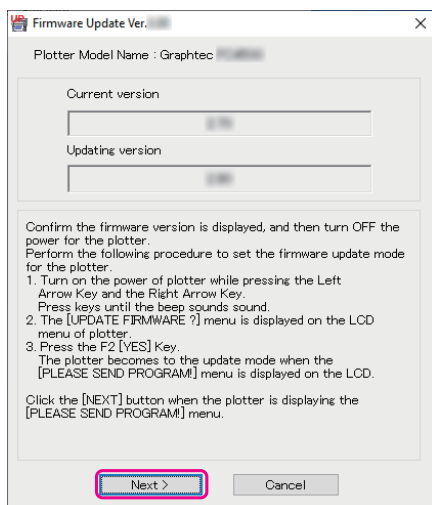 Firmware Update Ver.
Plotter Model Name : Graphtec
Current version
Updating version
Confirm the firmware version is displayed, and then turn OFF the
power for the plotter.
Perform the following procedure to set the firmware update mode
for the plotter.
1. Turn on the power of plotter while pressing the Left
Arrow Key and the Right Arrow Key.
Press keys until the beep sounds sound.
2. The [UPDATE FIRMWARE ?] menu is displayed on the LCD
menu of plotter.
3. Press the F2 [YES] Key.
The plotter becomes to the update mode when the
[PLEASE SEND PROGRAM!] menu is displayed on the LCD.
Click the [NEXT] button when the plotter is displaying the
[PLEASE SEND PROGRAM!] menu.
Next >
Cancel